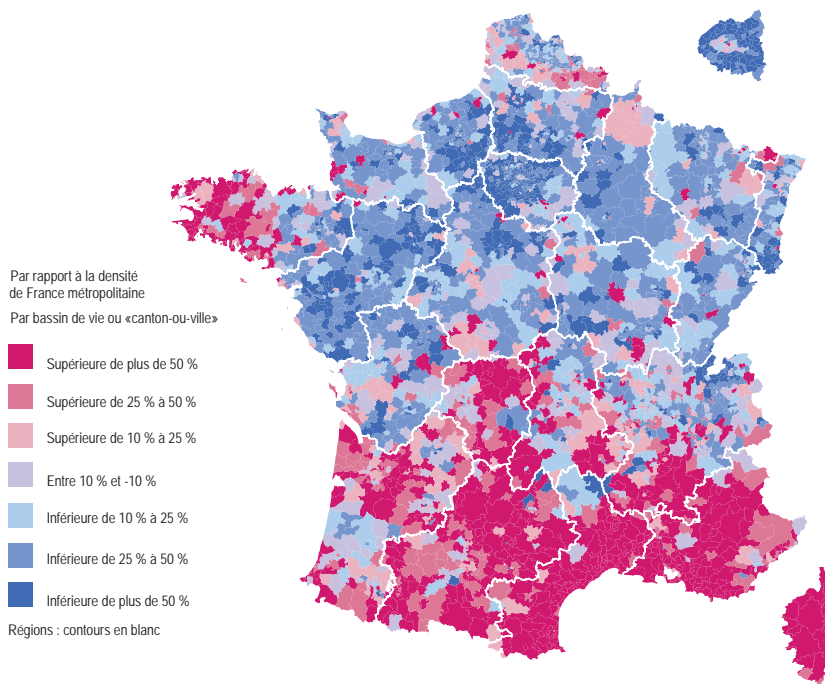 Par rapport à la densité
de France métropolitaine
Par bassin de vie ou «canton-ou-ville»
Supérieure de plus de 50 %
Supérieure de 25 % à 50 %
Supérieure de 10 % à 25 %
Entre 10 % et -10 %
Inférieure de 10 % à 25 %
Inférieure de 25 % à 50 %
Inférieure de plus de 50 %
Régions : contours en blanc